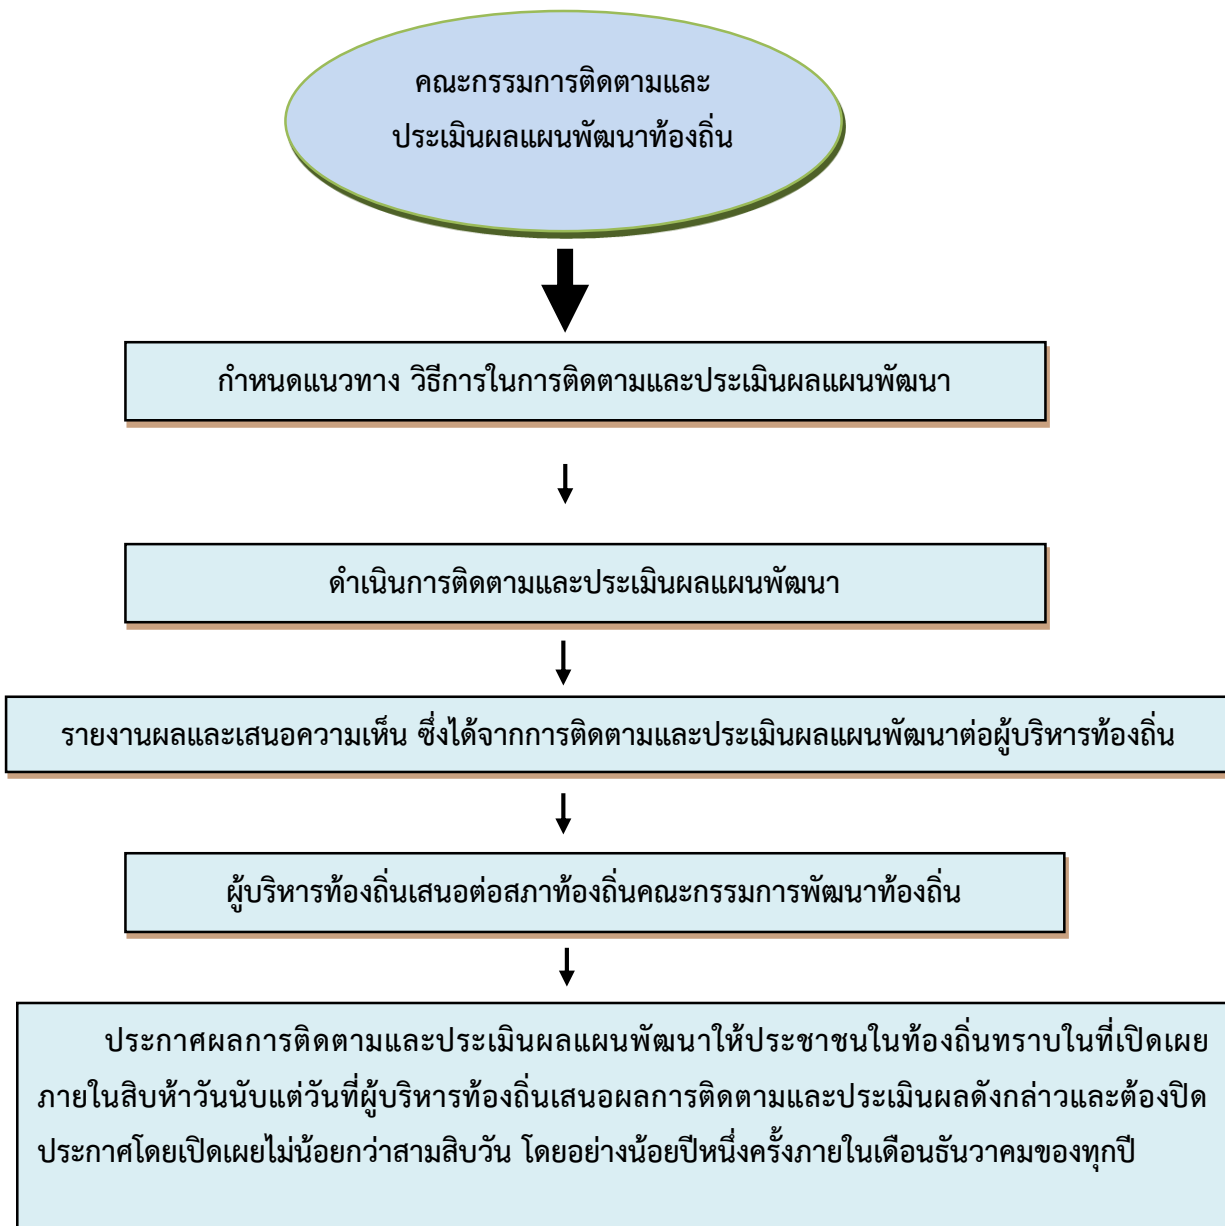 คณะกรรมการติดตามและ
ประเมินผลแผนพัฒนาท้องถิ่น
กำหนดแนวทาง วิธีการในการติดตามและประเมินผลแผนพัฒนา
ดำเนินการติดตามและประเมินผลแผนพัฒนา
รายงานผลและเสนอความเห็น ซึ่งได้จากการติดตามและประเมินผลแผนพัฒนาต่อผู้บริหารท้องถิ่น
ผู้บริหารท้องถิ่นเสนอต่อสภาท้องถิ่นคณะกรรมการพัฒนาท้องถิ่น
ประกาศผลการติดตามและประเมินผลแผนพัฒนาให้ประชาชนในท้องถิ่นทราบในที่เปิดเผย
ภายในสิบห้าวันนับแต่วันที่ผู้บริหารท้องถิ่นเสนอผลการติดตามและประเมินผลดังกล่าวและต้องปิด
ประกาศโดยเปิดเผยไม่น้อยกว่าสามสิบวัน โดยอย่างน้อยปีหนึ่งครั้งภายในเดือนธันวาคมของทุกปี